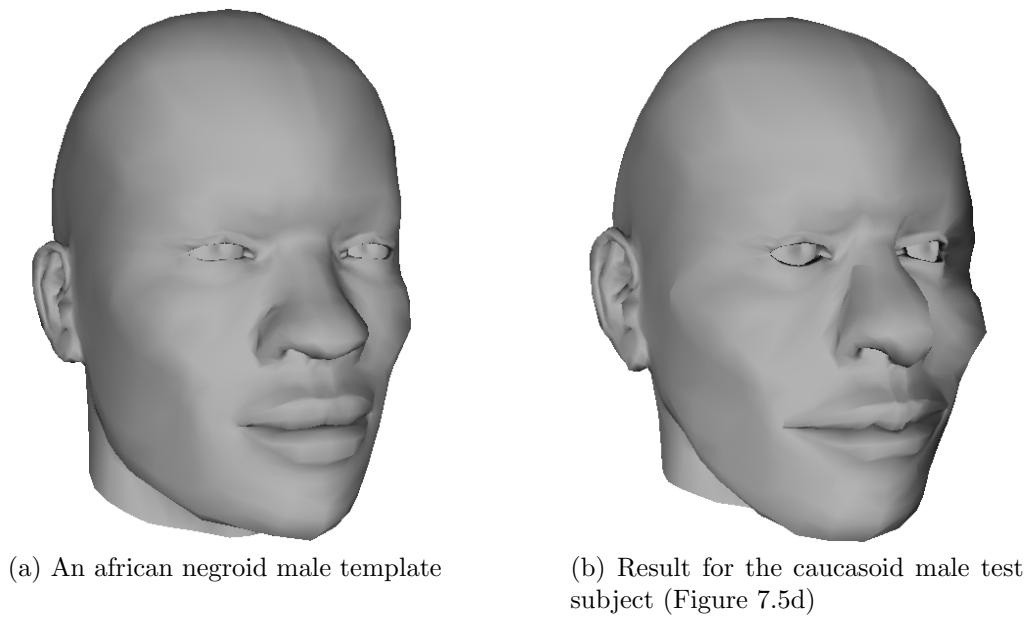 (a) An african negroid male template
(b) Result for the caucasoid male test
subject (Figure 7.5d)